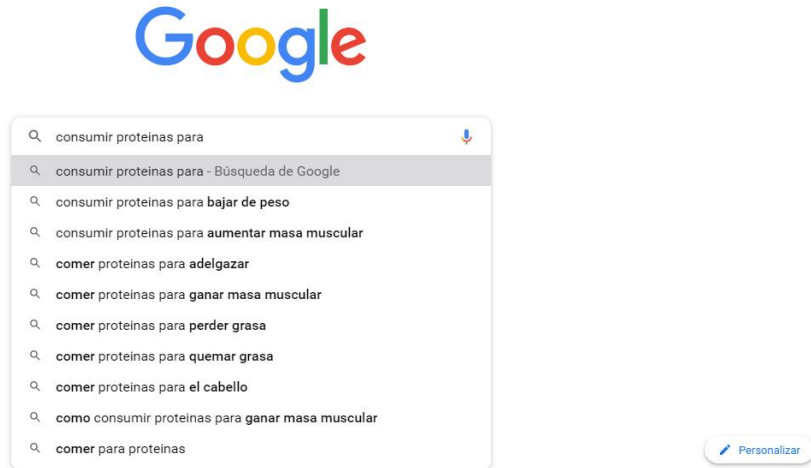 Google
consumir proteinas para
consumir proteinas para - Búsqueda de Google
consumir proteinas para bajar de peso
consumir proteinas para aumentar masa muscular
comer proteinas para adelgazar
comer proteinas para ganar masa muscular
comer proteinas para perder grasa
comer proteinas para quemar grasa
comer proteinas para el cabello
como consumir proteinas para ganar masa muscular
comer para proteinas
Personalizar